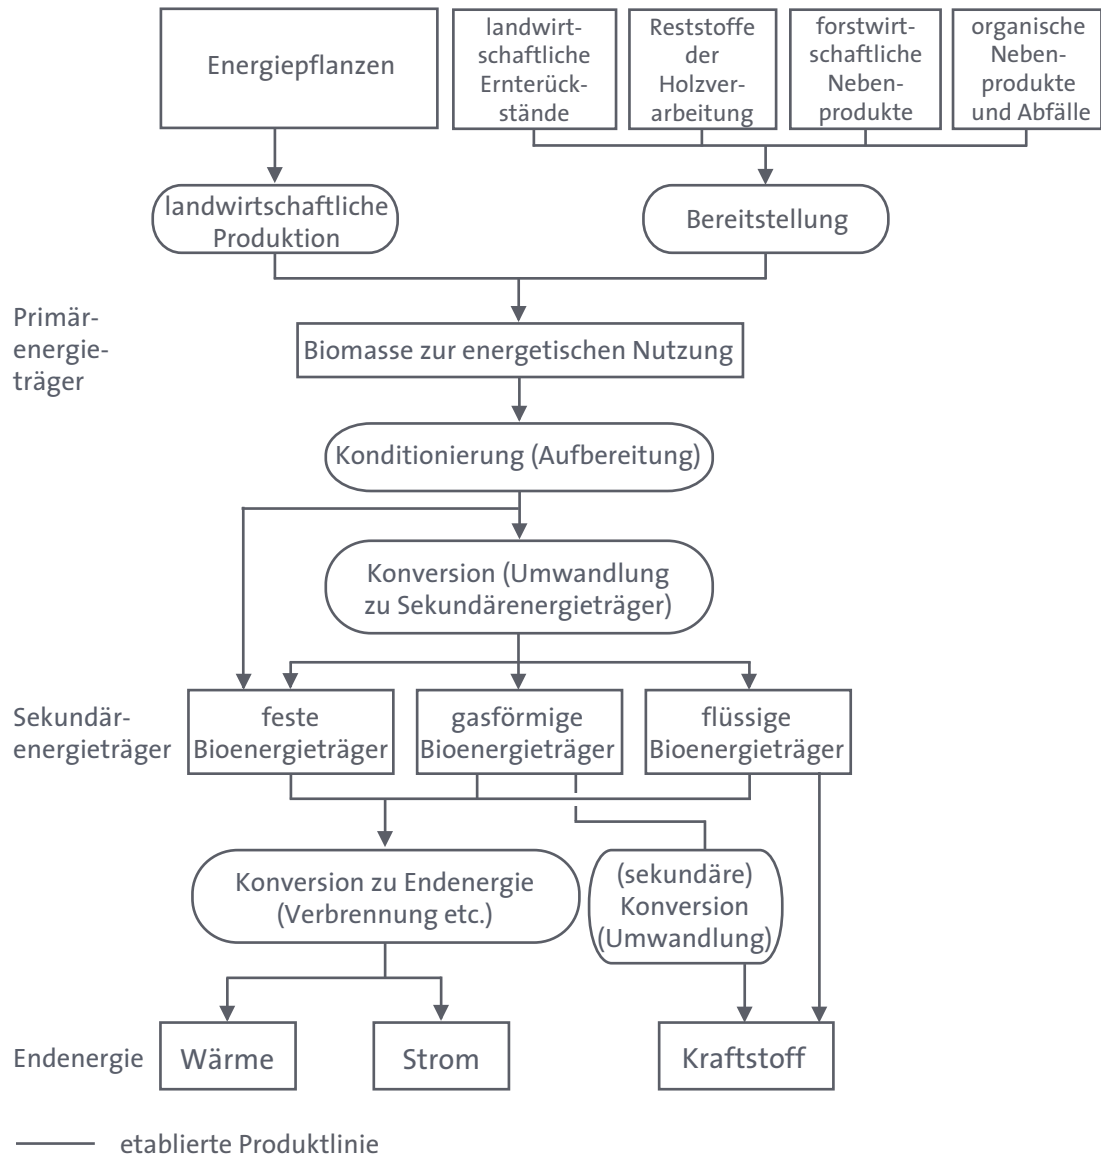 Energiepflanzen
landwirt-
schaftliche
Ernterück-
stände
Reststoffe
der
Holzver-
arbeitung
forstwirt-
schaftliche
Neben-
produkte
organische
Neben-
produkte
und Abfälle
landwirtschaftliche
Produktion
Bereitstellung
Primär-
energie-
träger
Biomasse zur energetischen Nutzung
Konditionierung (Aufbereitung)
Konversion (Umwandlung
zu Sekundärenergieträger)
Sekundär-
energieträger
feste
Bioenergieträger
gasförmige
Bioenergieträger
flüssige
Bioenergieträger
Konversion zu Endenergie
(Verbrennung etc.)
(sekundäre)
Konversion
(Umwandlung)
Endenergie
Wärme
Strom
Kraftstoff
etablierte Produktlinie